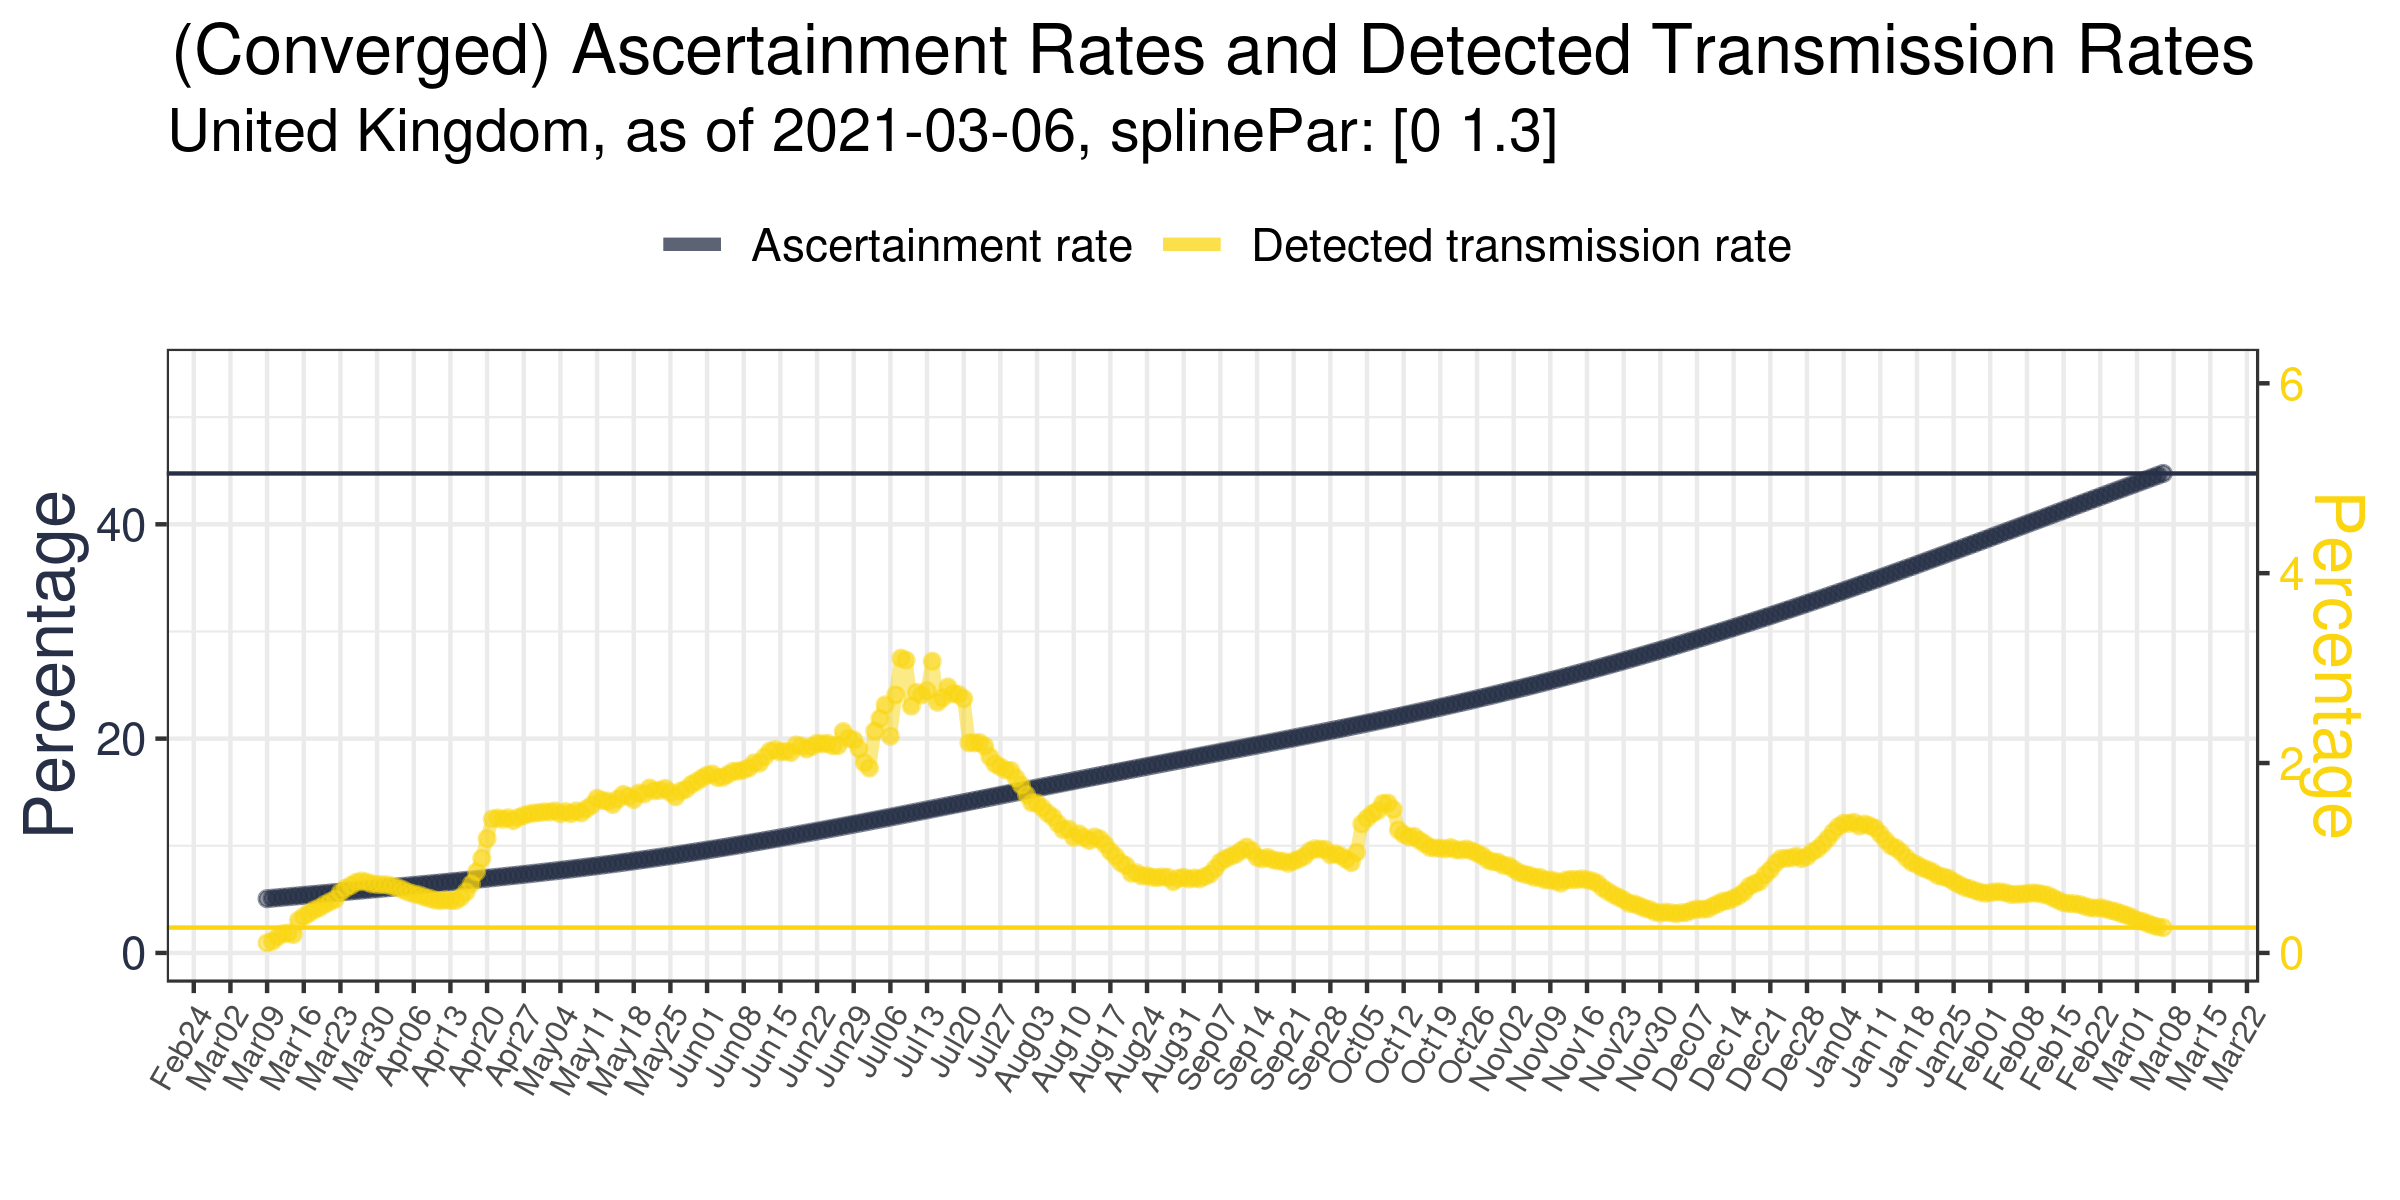 (Converged) Ascertainment Rates and Detected Transmission Rates
United Kingdom, as of 2021-03-06, splinePar: [0 1.3]
Ascertainment rate Detected transmission rate
Percentage
40
20
0
6
4
2
0
Percentage
Feb24 Mar02 Mar09 Mar16 Mar23 Mar30 Apr06 Apr13 Apr20 Apr27 May04 May11 May18 May25 Jun01 Jun08 Jun15 Jun22 Jun29 Jul06 Jul13 Jul20 Jul27 Aug03 Aug10 Aug17 Aug24 Aug31 Sep07 Sep14 Sep21 Sep28 Oct05 Oct12 Oct19 Oct26 Nov02 Nov09 Nov16 Nov23 Nov30 Dec07 Dec14 Dec21 Dec28 Jan04 Jan11 Jan18 Jan25 Feb01 Feb08 Feb15 Feb22 Mar01 Mar08 Mar15 Mar22